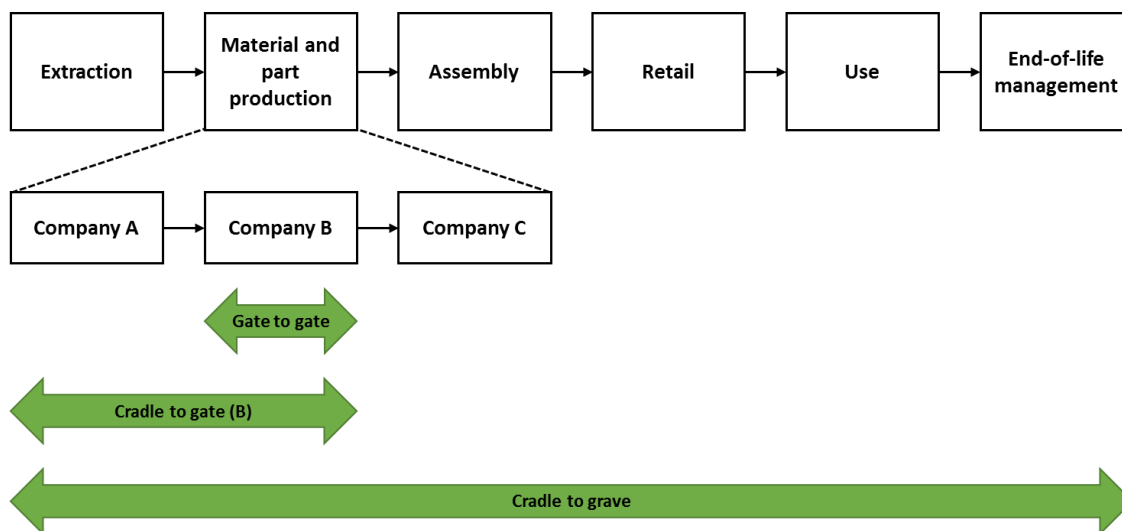 Extraction
Material and
part
production
Assembly
Retail
Use
End-of-life
management
Company A
Company B
Company C
Gate to gate
Cradle to gate (B)
Cradle to grave